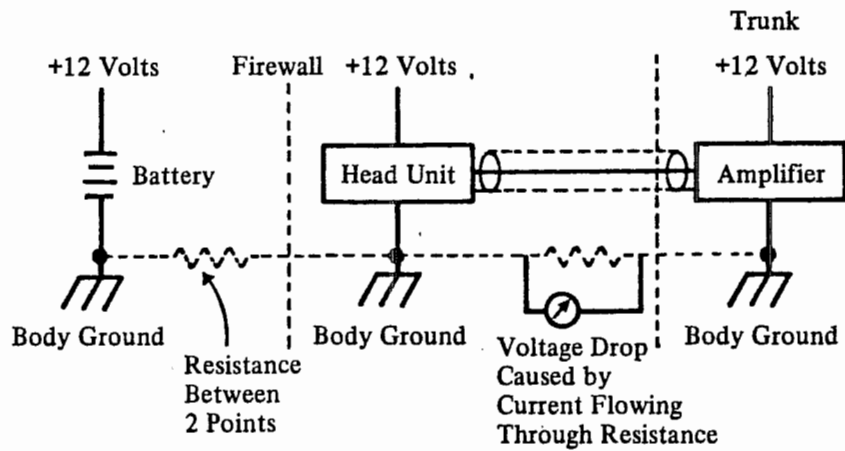 Trunk
+12 Volts
Firewall
+12 Volts
+12 Volts
Battery
Head Unit
Amplifier
Body Ground
Body Ground
Body Ground
Resistance
Between
2 Points
Voltage Drop
Caused by
Current Flowing
Through Resistance